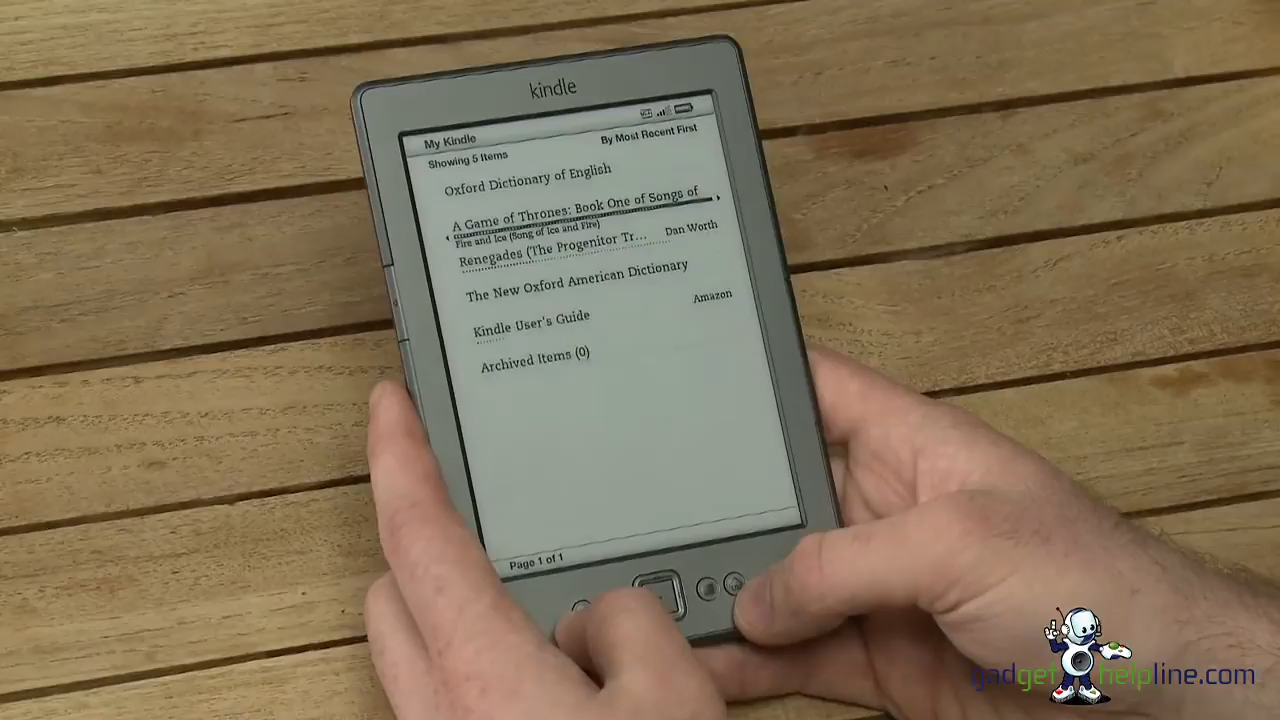 kindle
My Kindle
Showing 5 Items
By Most Recent First
Oxford Dictionary of English
A Game of Thrones: Book One of Songs of
Fire and Ice (Song of Ice and Fire)
Renegades (The Progenitor Tr... Dan Worth
The New Oxford American Dictionary
Kindle User's Guide Amazon
Archived Items (0)
Page 1 of 1
gadgethelpline.com